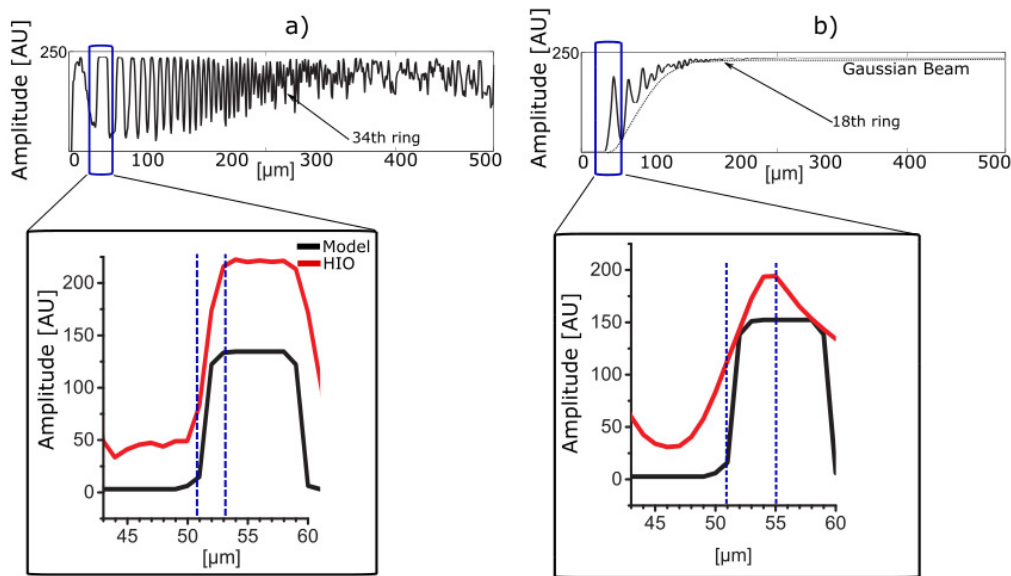 a)
Amplitude [AU]
250
34th ring
0 100 200 300 400 500
[µm]
b)
Amplitude [AU]
250
Gaussian Beam
18th ring
0 100 200 300 400 500
[µm]
Model
HIO
Amplitude [AU]
200
150
100
50
0
45 50 55 60
[µm]
Amplitude [AU]
200
150
100
50
0
45 50 55 60
[µm]